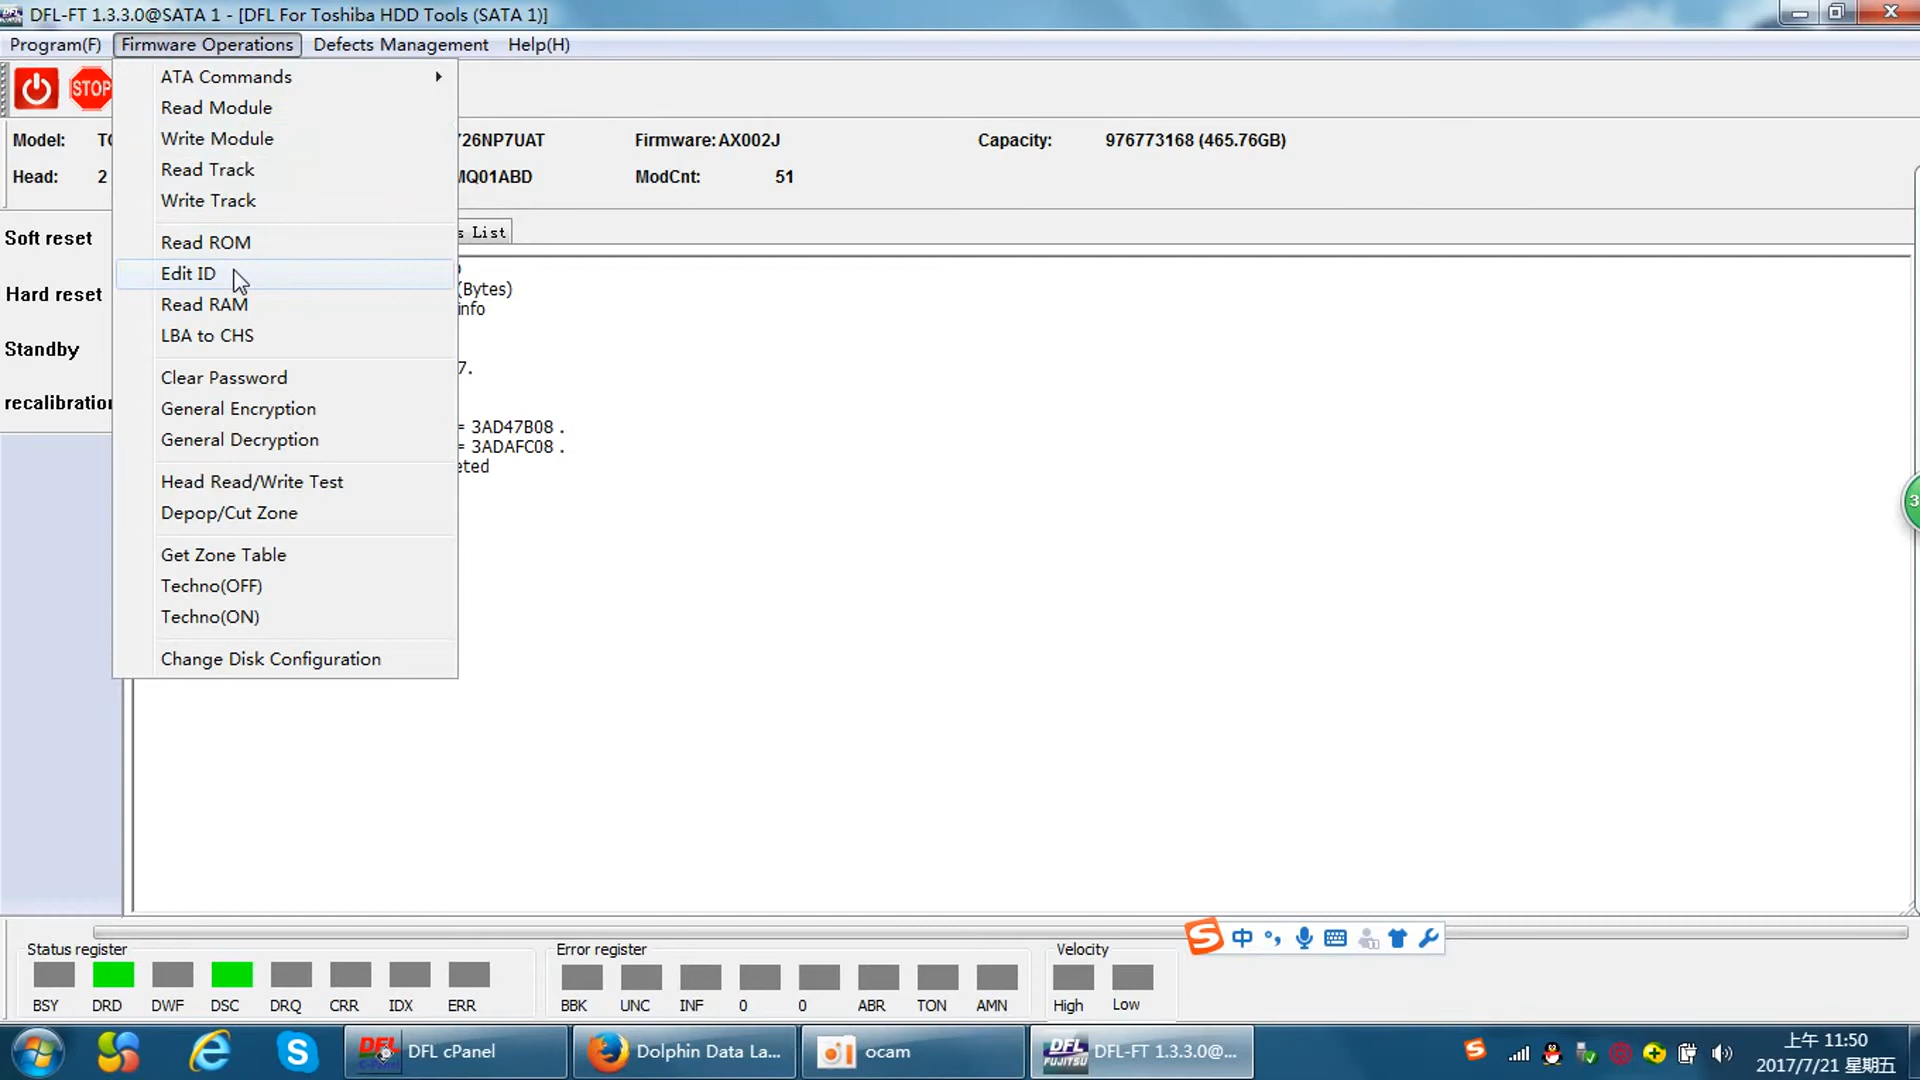 DFL-FT 1.3.3.0@SATA 1 - [DFL For Toshiba HDD Tools (SATA 1)]
Program(F) Firmware Operations Defects Management Help(H)
STOP
Model: TO 726NP7UAT Firmware: AX002J Capacity: 976773168 (465.76GB)
Head: 2 MQ01ABD ModCnt: 51
ATA Commands
Read Module
Write Module
Read Track
Write Track
Read ROM
Edit ID
Read RAM
LBA to CHS
Clear Password
General Encryption
General Decryption
Head Read/Write Test
Depop/Cut Zone
Get Zone Table
Techno(OFF)
Techno(ON)
Change Disk Configuration
Soft reset
Hard reset
Standby
recalibration
s List
(Bytes)
info
7.
= 3AD47B08 .
= 3ADAFC08 .
eted
3
S 中
Status register Error register Velocity
BSY DRD DWF DSC DRQ CRR IDX ERR BBK UNC INF 0 0 ABR TON AMN High Low
DFL cPanel Dolphin Data La... ocam DFL-FT 1.3.3.0@...
上午 11:50
2017/7/21 星期五